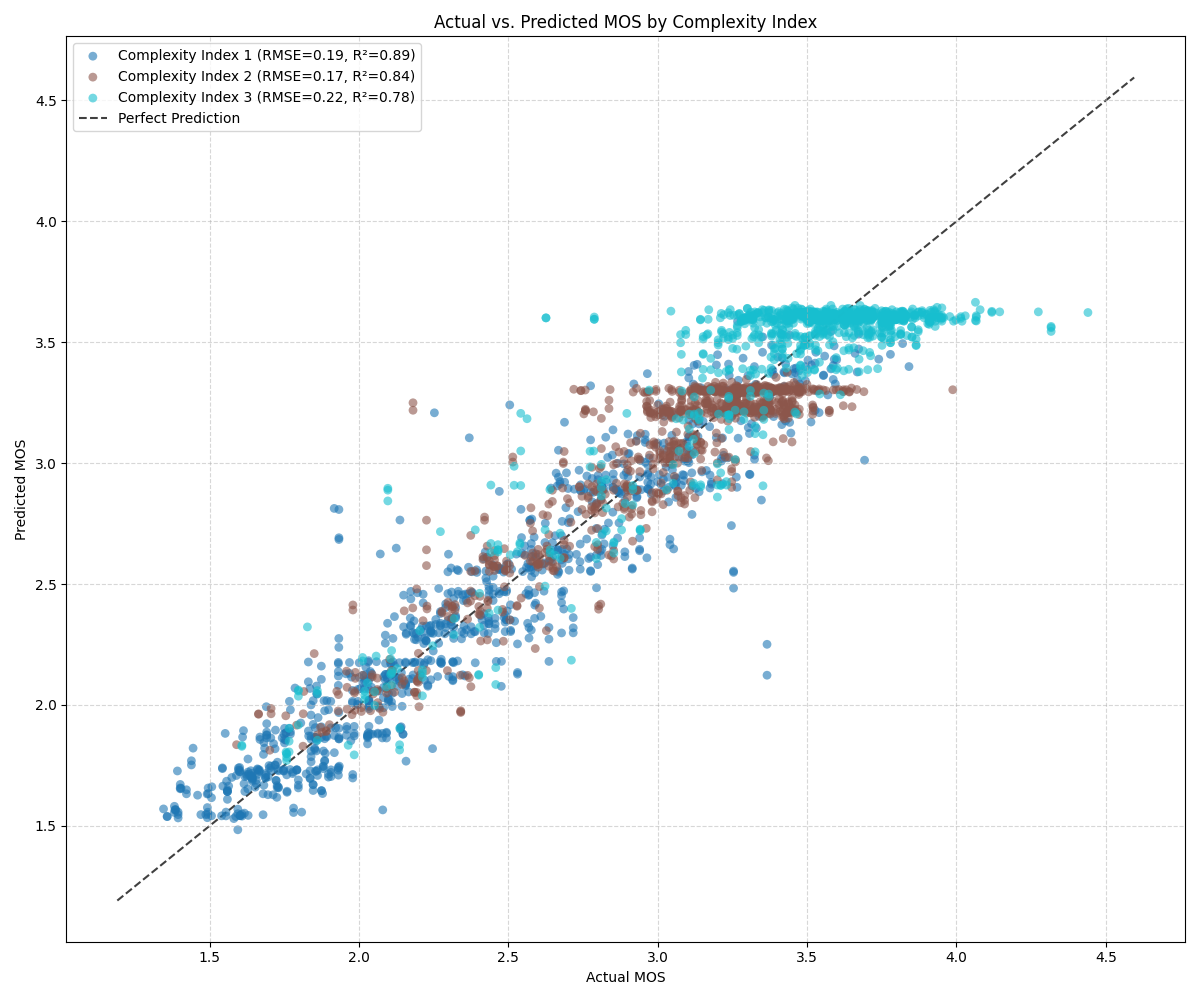 Actual vs. Predicted MOS by Complexity Index
Complexity Index 1 (RMSE=0.19, R²=0.89)
Complexity Index 2 (RMSE=0.17, R²=0.84)
Complexity Index 3 (RMSE=0.22, R²=0.78)
Perfect Prediction
Predicted MOS
4.5
4.0
3.5
3.0
2.5
2.0
1.5
1.5 2.0 2.5 3.0 3.5 4.0 4.5
Actual MOS